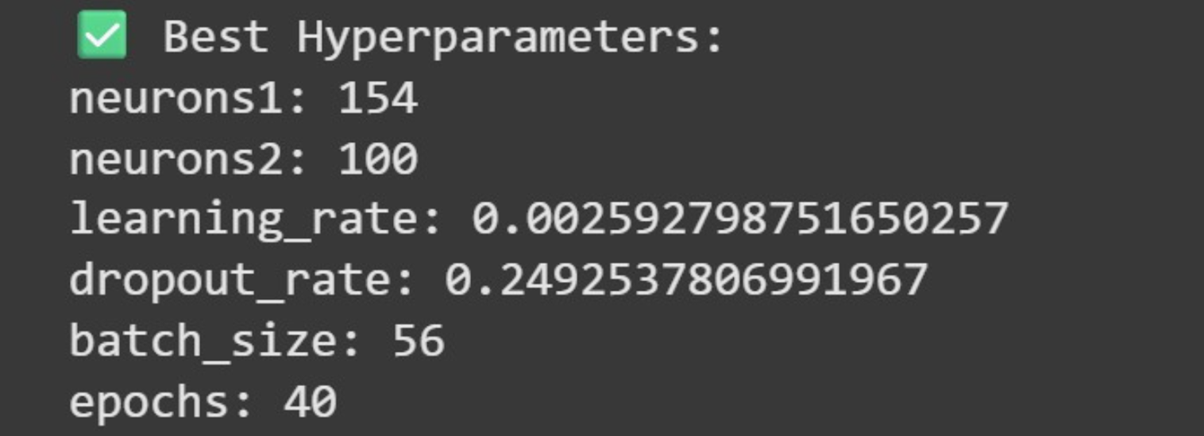 ✅ Best Hyperparameters:
neurons1: 154
neurons2: 100
learning_rate: 0.002592798751650257
dropout_rate: 0.2492537806991967
batch_size: 56
epochs: 40